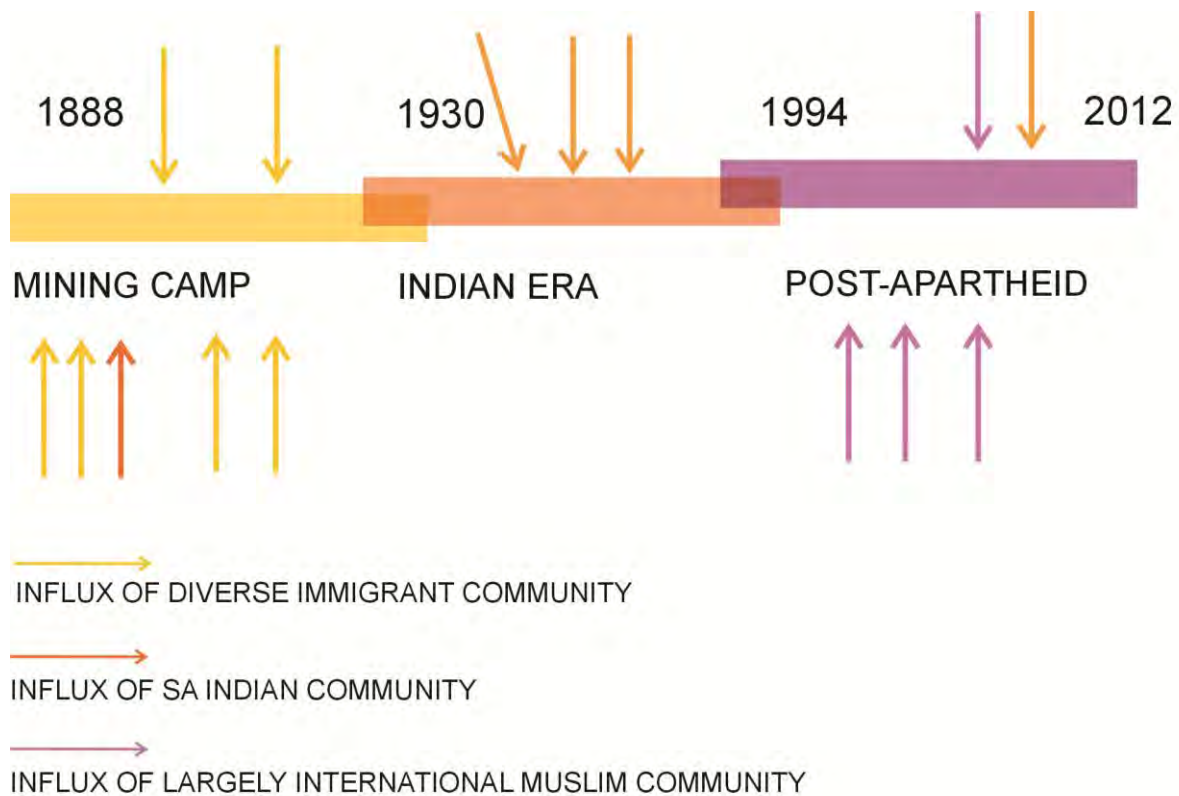 1888
1930
1994
2012
MINING CAMP
INDIAN ERA
POST-APARTHEID
INFLUX OF DIVERSE IMMIGRANT COMMUNITY
INFLUX OF SA INDIAN COMMUNITY
INFLUX OF LARGELY INTERNATIONAL MUSLIM COMMUNITY